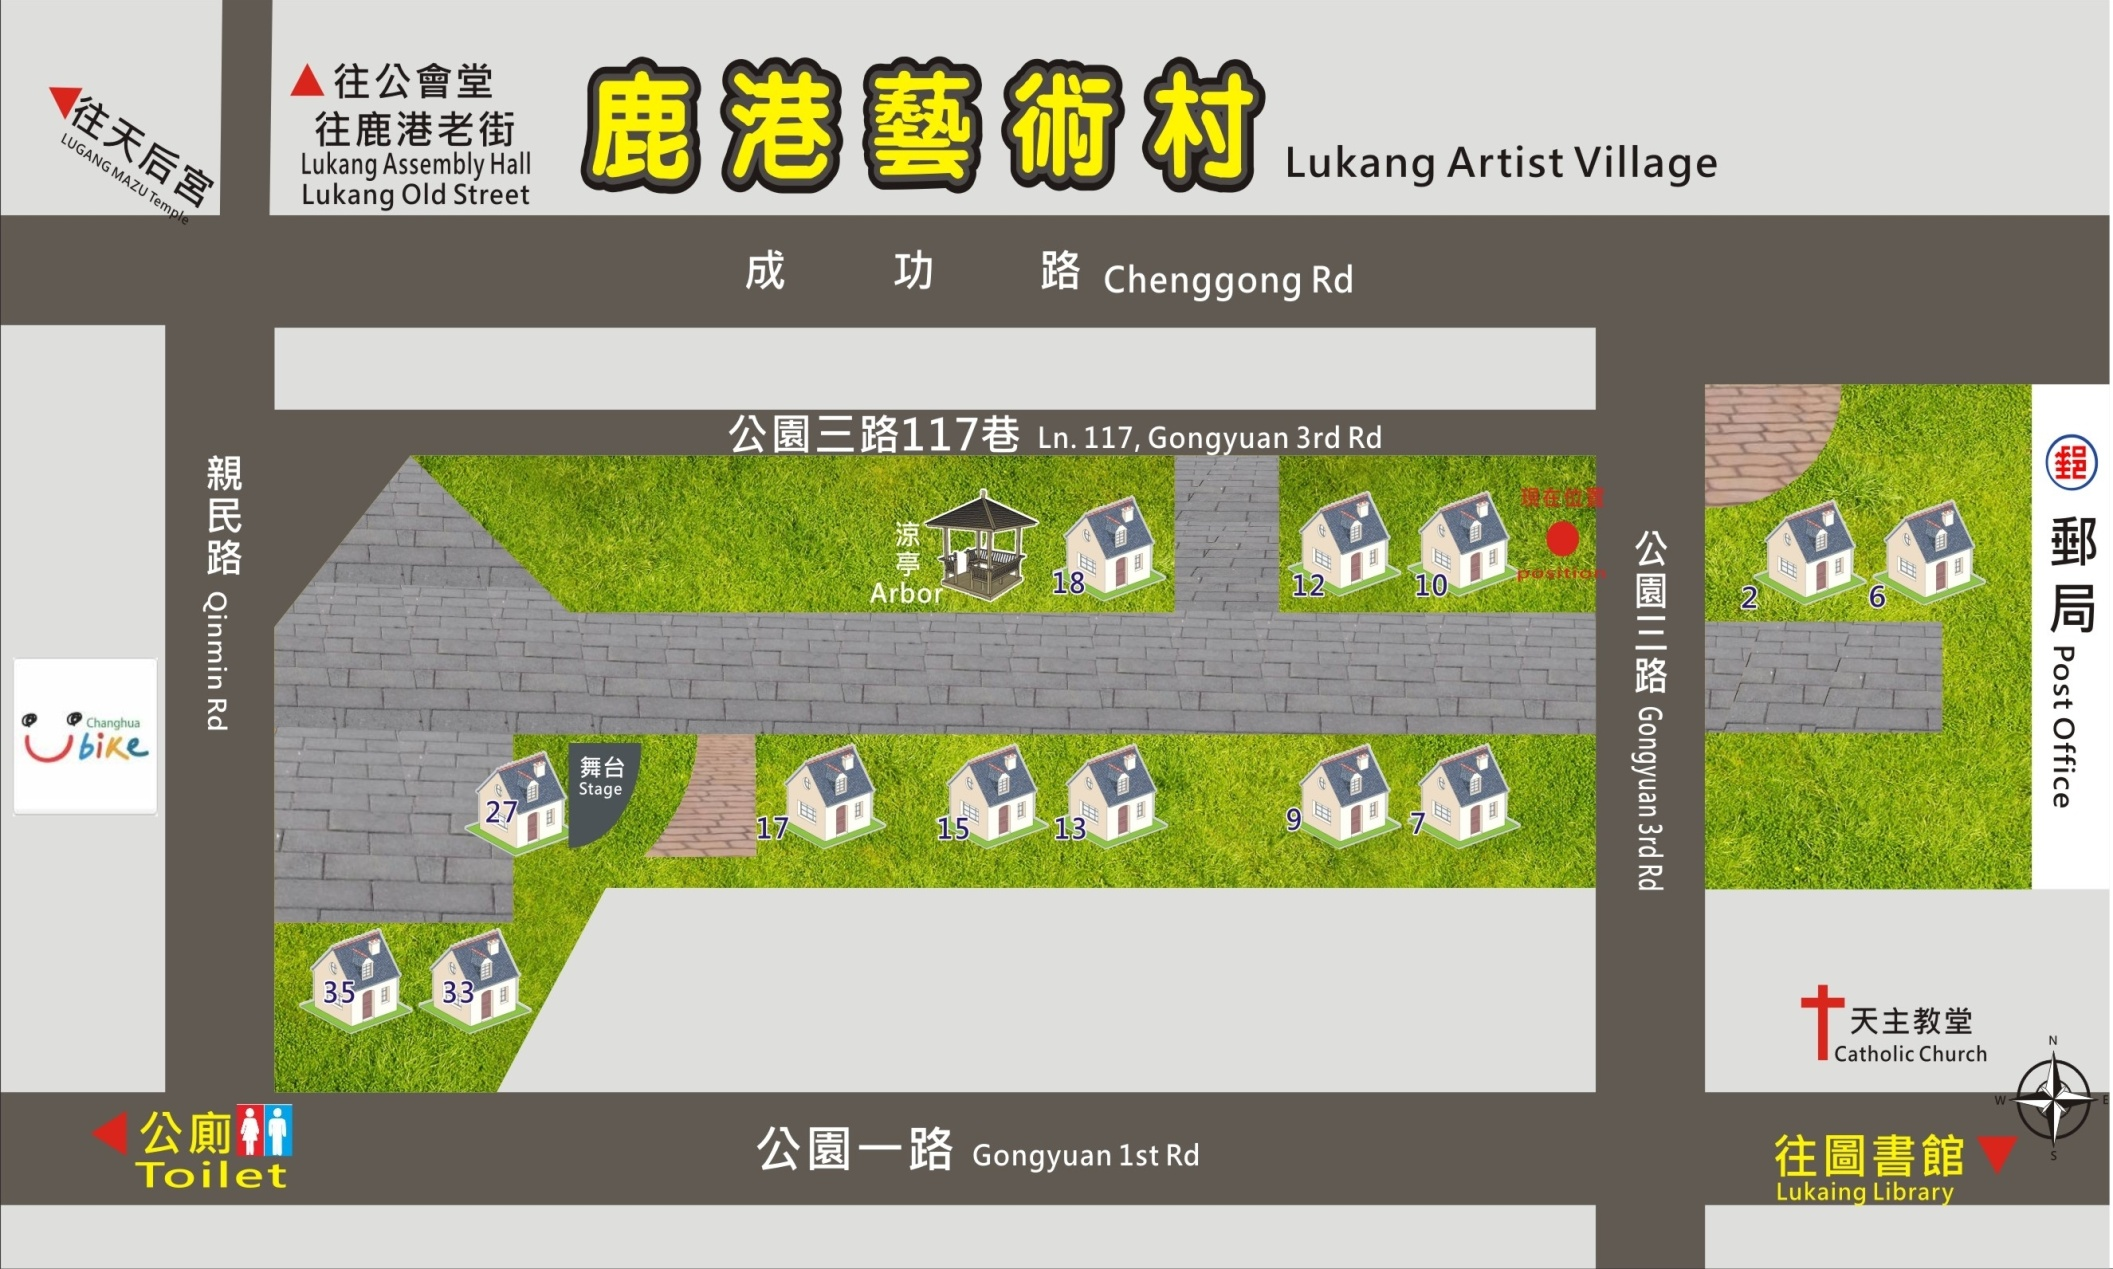 鹿港藝術村 Lukang Artist Village
往天后宮
LUGANG MAZU Temple
往公會堂
往鹿港老街
Lukang Assembly Hall
Lukang Old Street
成功路 Chenggong Rd
公園三路117巷 Ln. 117, Gongyuan 3rd Rd
親民路 Qinmin Rd
Changhua
Ubike
涼亭
Arbor
18
12
10
現在位置
position
公園三路 Gongyuan 3rd Rd
2
6
郵
郵局 Post Office
27
舞台
Stage
17
15
13
9
7
35
33
天主教堂
Catholic Church
N
W
E
S
公廁
Toilet
公園一路 Gongyuan 1st Rd
往圖書館
Lukaing Library